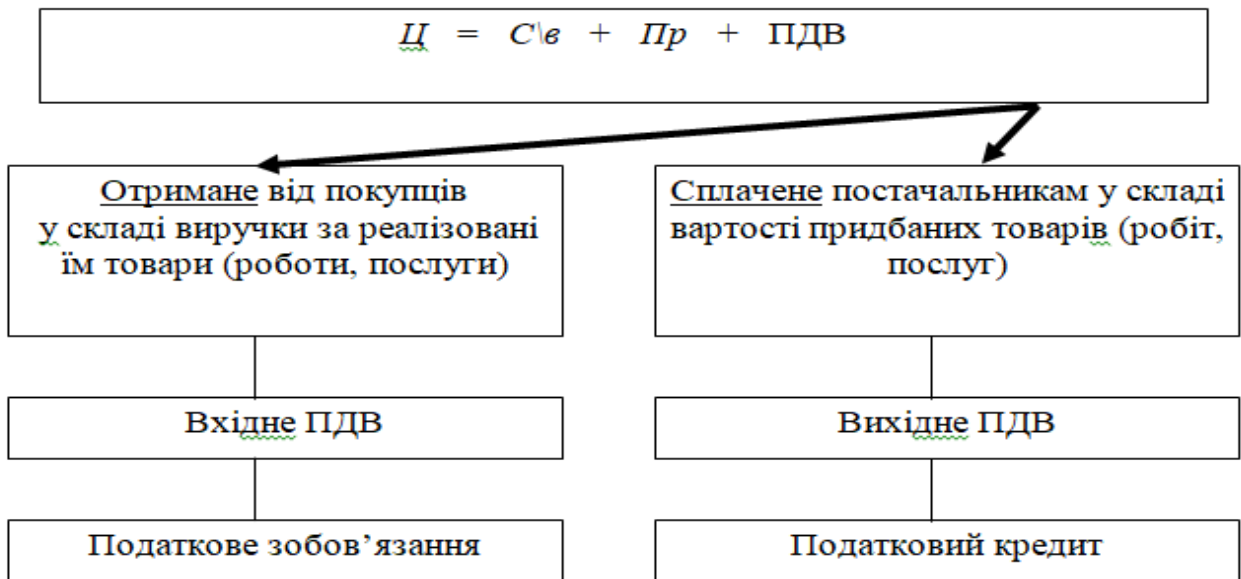 Ц = С\в + Пр + ПДВ
Отримане від покупців
у складі виручки за реалізовані
їм товари (роботи, послуги)
Сплачене постачальникам у складі
вартості придбаних товарів (робіт,
послуг)
Вхідне ПДВ
Вихідне ПДВ
Податкове зобов’язання
Податковий кредит